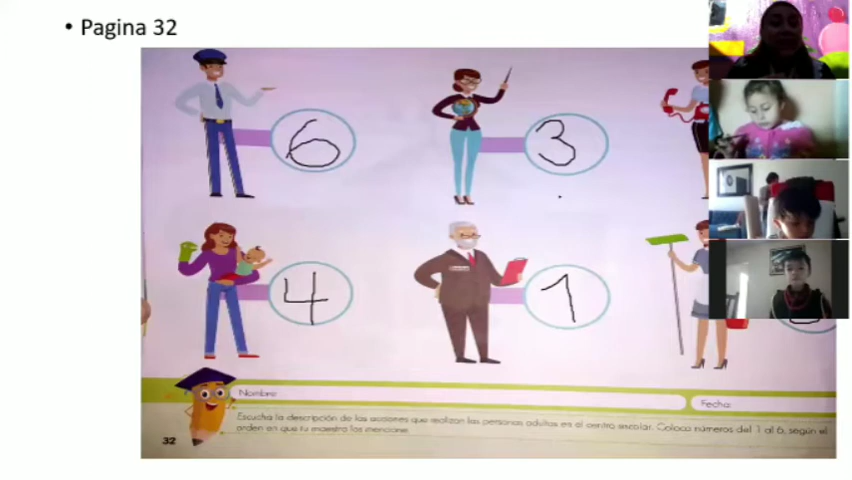 • Pagina 32
6
3
4
1
Nombre:
Fecha:
Escucha la descripción de las acciones que realizan las personas adultas en el centro escolar. Coloca números del 1 al 6, según el
orden en que tu maestra los mencione.
32